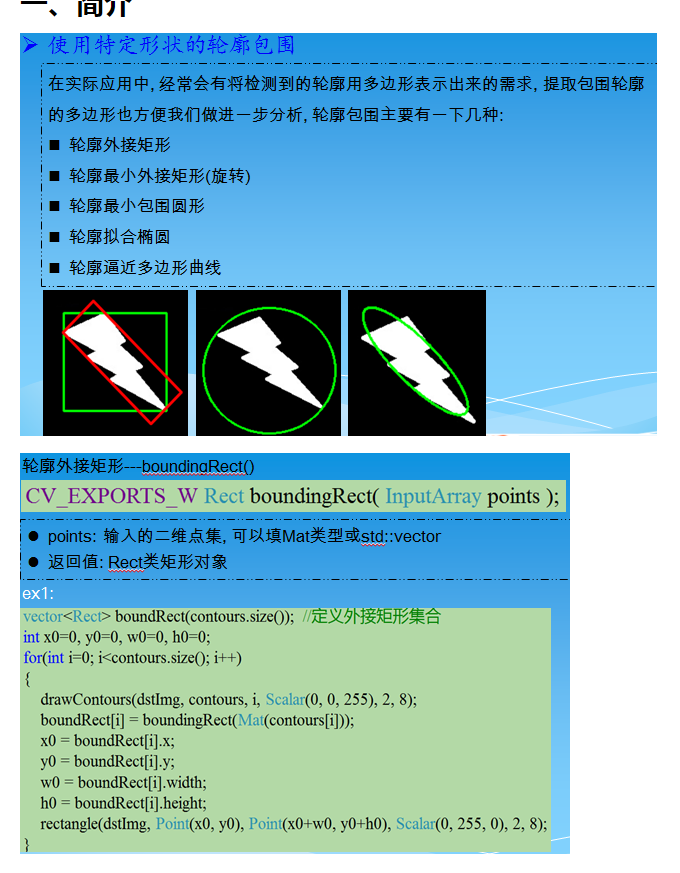 一、简介
➢ 使用特定形状的轮廓包围
在实际应用中, 经常会有将检测到的轮廓用多边形表示出来的需求, 提取包围轮廓
的多边形也方便我们做进一步分析, 轮廓包围主要有一下几种:
■ 轮廓外接矩形
■ 轮廓最小外接矩形(旋转)
■ 轮廓最小包围圆形
■ 轮廓拟合椭圆
■ 轮廓逼近多边形曲线
轮廓外接矩形---boundingRect()
CV_EXPORTS_W Rect boundingRect( InputArray points );
● points: 输入的二维点集, 可以填Mat类型或std::vector
● 返回值: Rect类矩形对象
ex1:
vector<Rect> boundRect(contours.size()); //定义外接矩形集合
int x0=0, y0=0, w0=0, h0=0;
for(int i=0; i<contours.size(); i++)
{
drawContours(dstImg, contours, i, Scalar(0, 0, 255), 2, 8);
boundRect[i] = boundingRect(Mat(contours[i]));
x0 = boundRect[i].x;
y0 = boundRect[i].y;
w0 = boundRect[i].width;
h0 = boundRect[i].height;
rectangle(dstImg, Point(x0, y0), Point(x0+w0, y0+h0), Scalar(0, 255, 0), 2, 8);
}